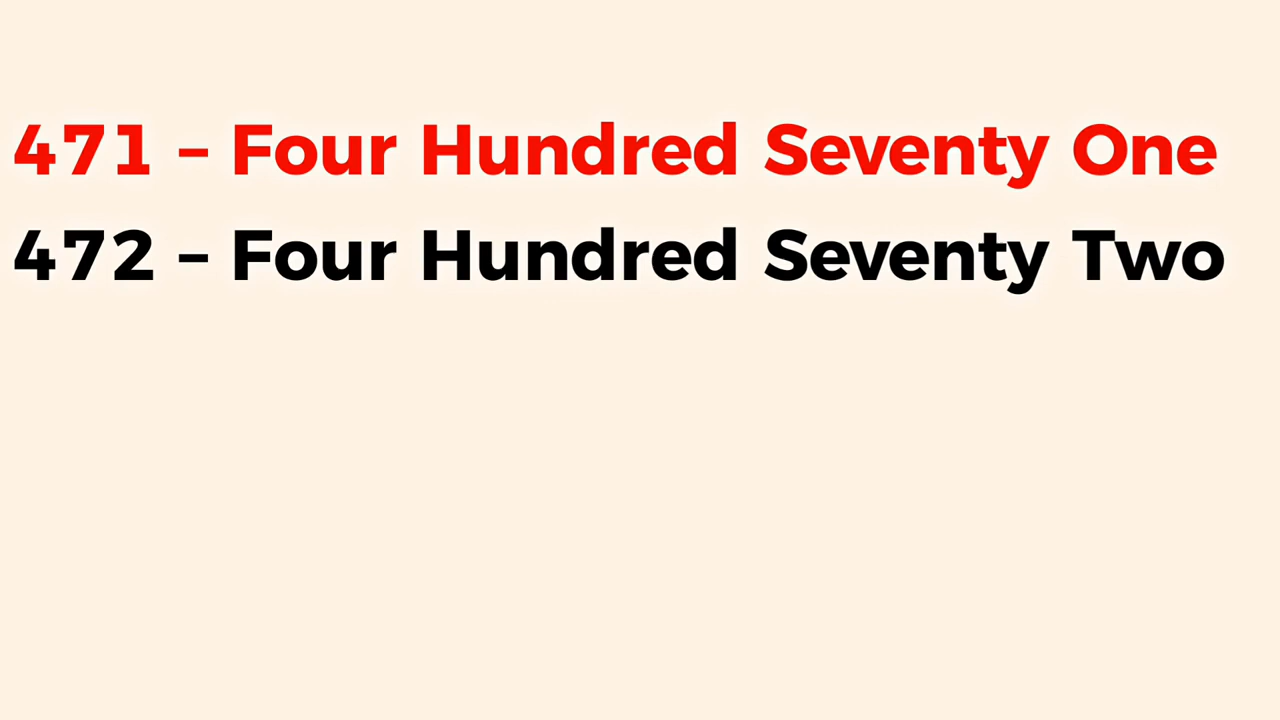 471 – Four Hundred Seventy One
472 – Four Hundred Seventy Two